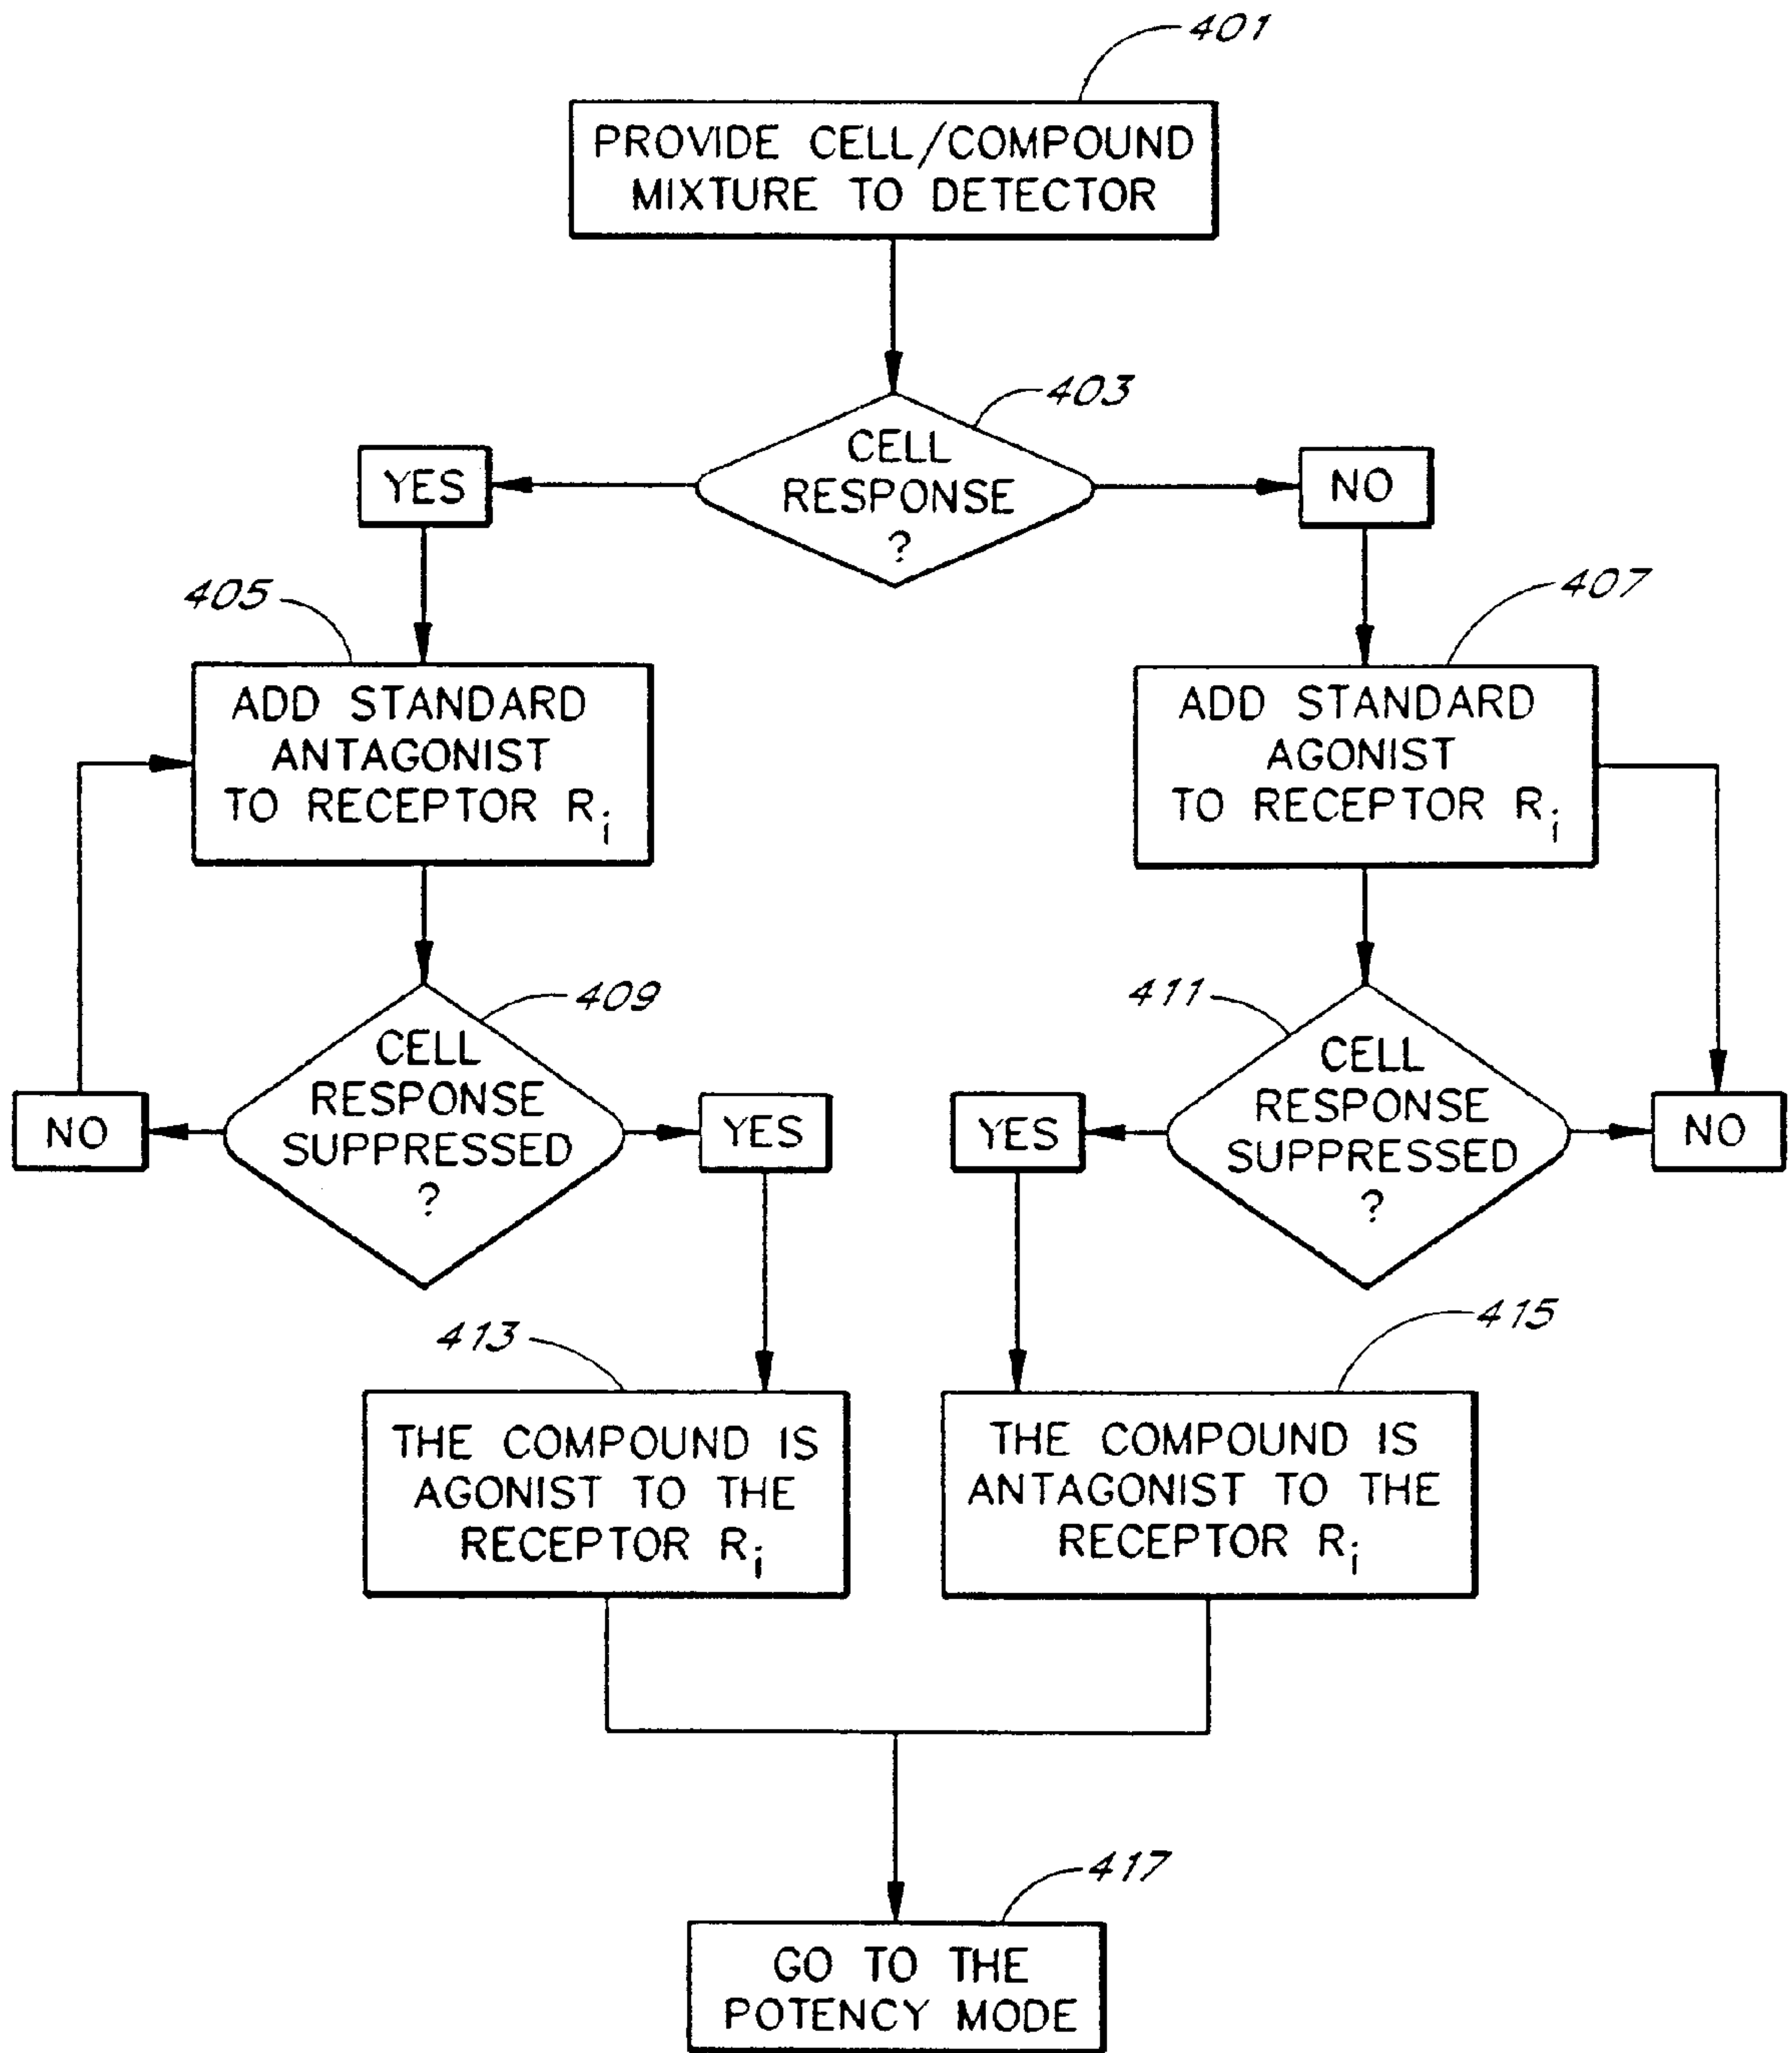 401
PROVIDE CELL/COMPOUND
MIXTURE TO DETECTOR
403
CELL
RESPONSE
?
YES
NO
405
407
ADD STANDARD
ANTAGONIST
TO RECEPTOR Ri
ADD STANDARD
AGONIST
TO RECEPTOR Ri
409
411
CELL
RESPONSE
SUPPRESSED
?
CELL
RESPONSE
SUPPRESSED
?
NO
YES
YES
NO
413
415
THE COMPOUND IS
AGONIST TO THE
RECEPTOR Ri
THE COMPOUND IS
ANTAGONIST TO THE
RECEPTOR Ri
417
GO TO THE
POTENCY MODE